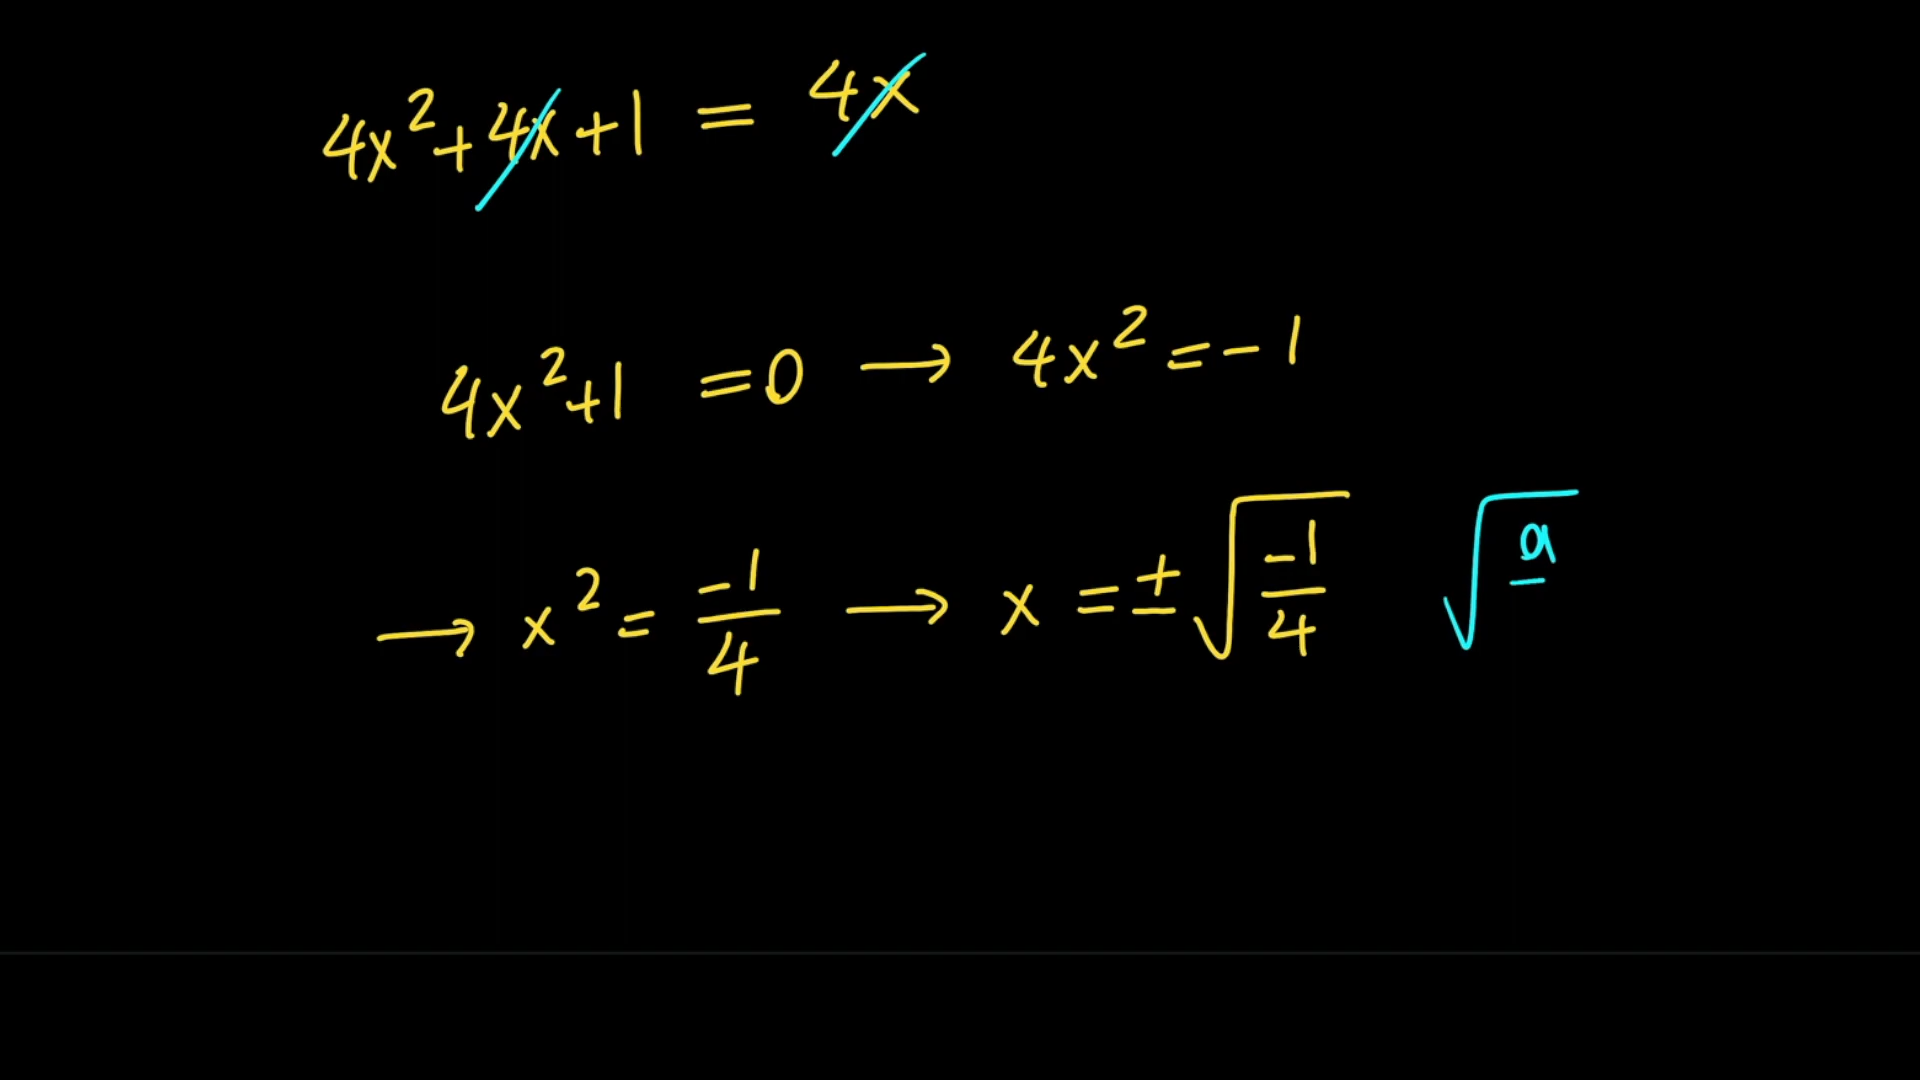 4x²+4x+1 = 4x
4x²+1 =0 → 4x²=-1
→ x² = -1/4 → x = ±√(-1/4) √a